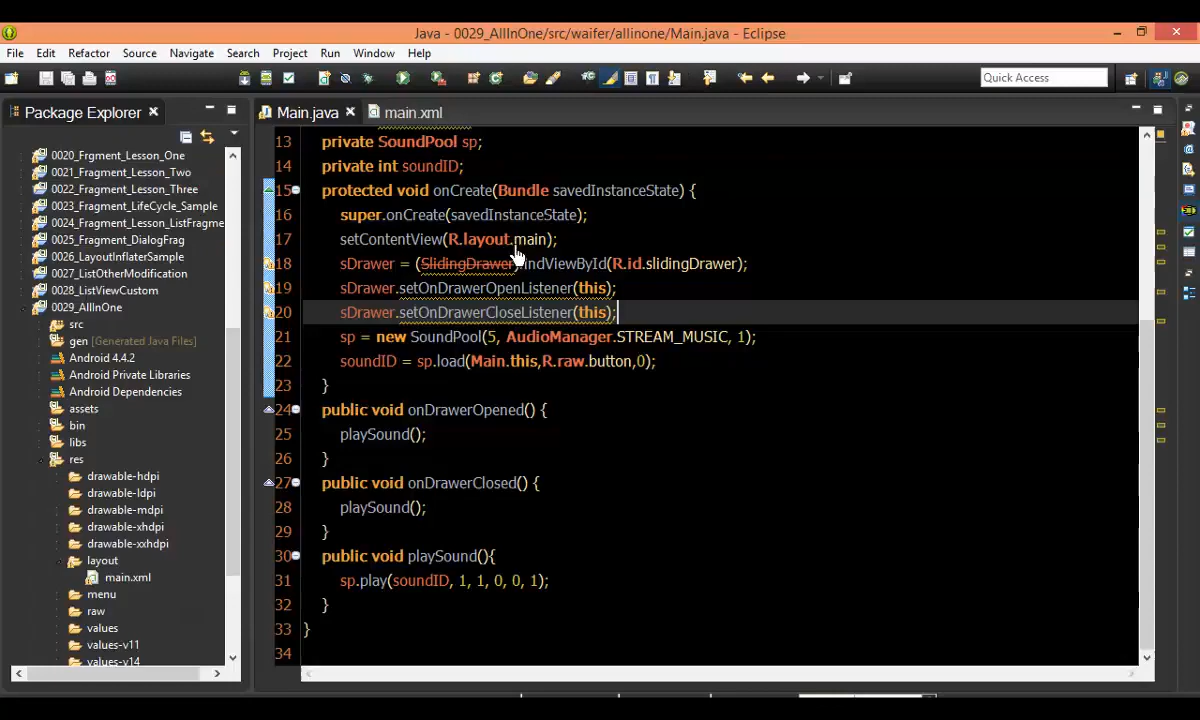 Java - 0029_AllInOne/src/waifer/allinone/Main.java - Eclipse
File Edit Refactor Source Navigate Search Project Run Window Help
Quick Access
Package Explorer
Main.java
main.xml
0020_Frgment_Lesson_One
0021_Fragment_Lesson_Two
0022_Fragment_Lesson_Three
0023_Fragment_LifeCycle_Sample
0024_Fragment_Lesson_ListFragme
0025_Fragment_DialogFrag
0026_LayoutInflaterSample
0027_ListOtherModification
0028_ListViewCustom
0029_AllInOne
src
gen [Generated Java Files]
Android 4.4.2
Android Private Libraries
Android Dependencies
assets
bin
libs
res
drawable-hdpi
drawable-ldpi
drawable-mdpi
drawable-xhdpi
drawable-xxhdpi
layout
main.xml
menu
raw
values
values-v11
values-v14
13 private SoundPool sp;
14 private int soundID;
15 protected void onCreate(Bundle savedInstanceState) {
16 super.onCreate(savedInstanceState);
17 setContentView(R.layout.main);
18 sDrawer = (SlidingDrawer)indViewById(R.id.slidingDrawer);
19 sDrawer.setOnDrawerOpenListener(this);
20 sDrawer.setOnDrawerCloseListener(this);
21 sp = new SoundPool(5, AudioManager.STREAM_MUSIC, 1);
22 soundID = sp.load(Main.this,R.raw.button,0);
23 }
24 public void onDrawerOpened() {
25 playSound();
26 }
27 public void onDrawerClosed() {
28 playSound();
29 }
30 public void playSound(){
31 sp.play(soundID, 1, 1, 0, 0, 1);
32 }
33 }
34